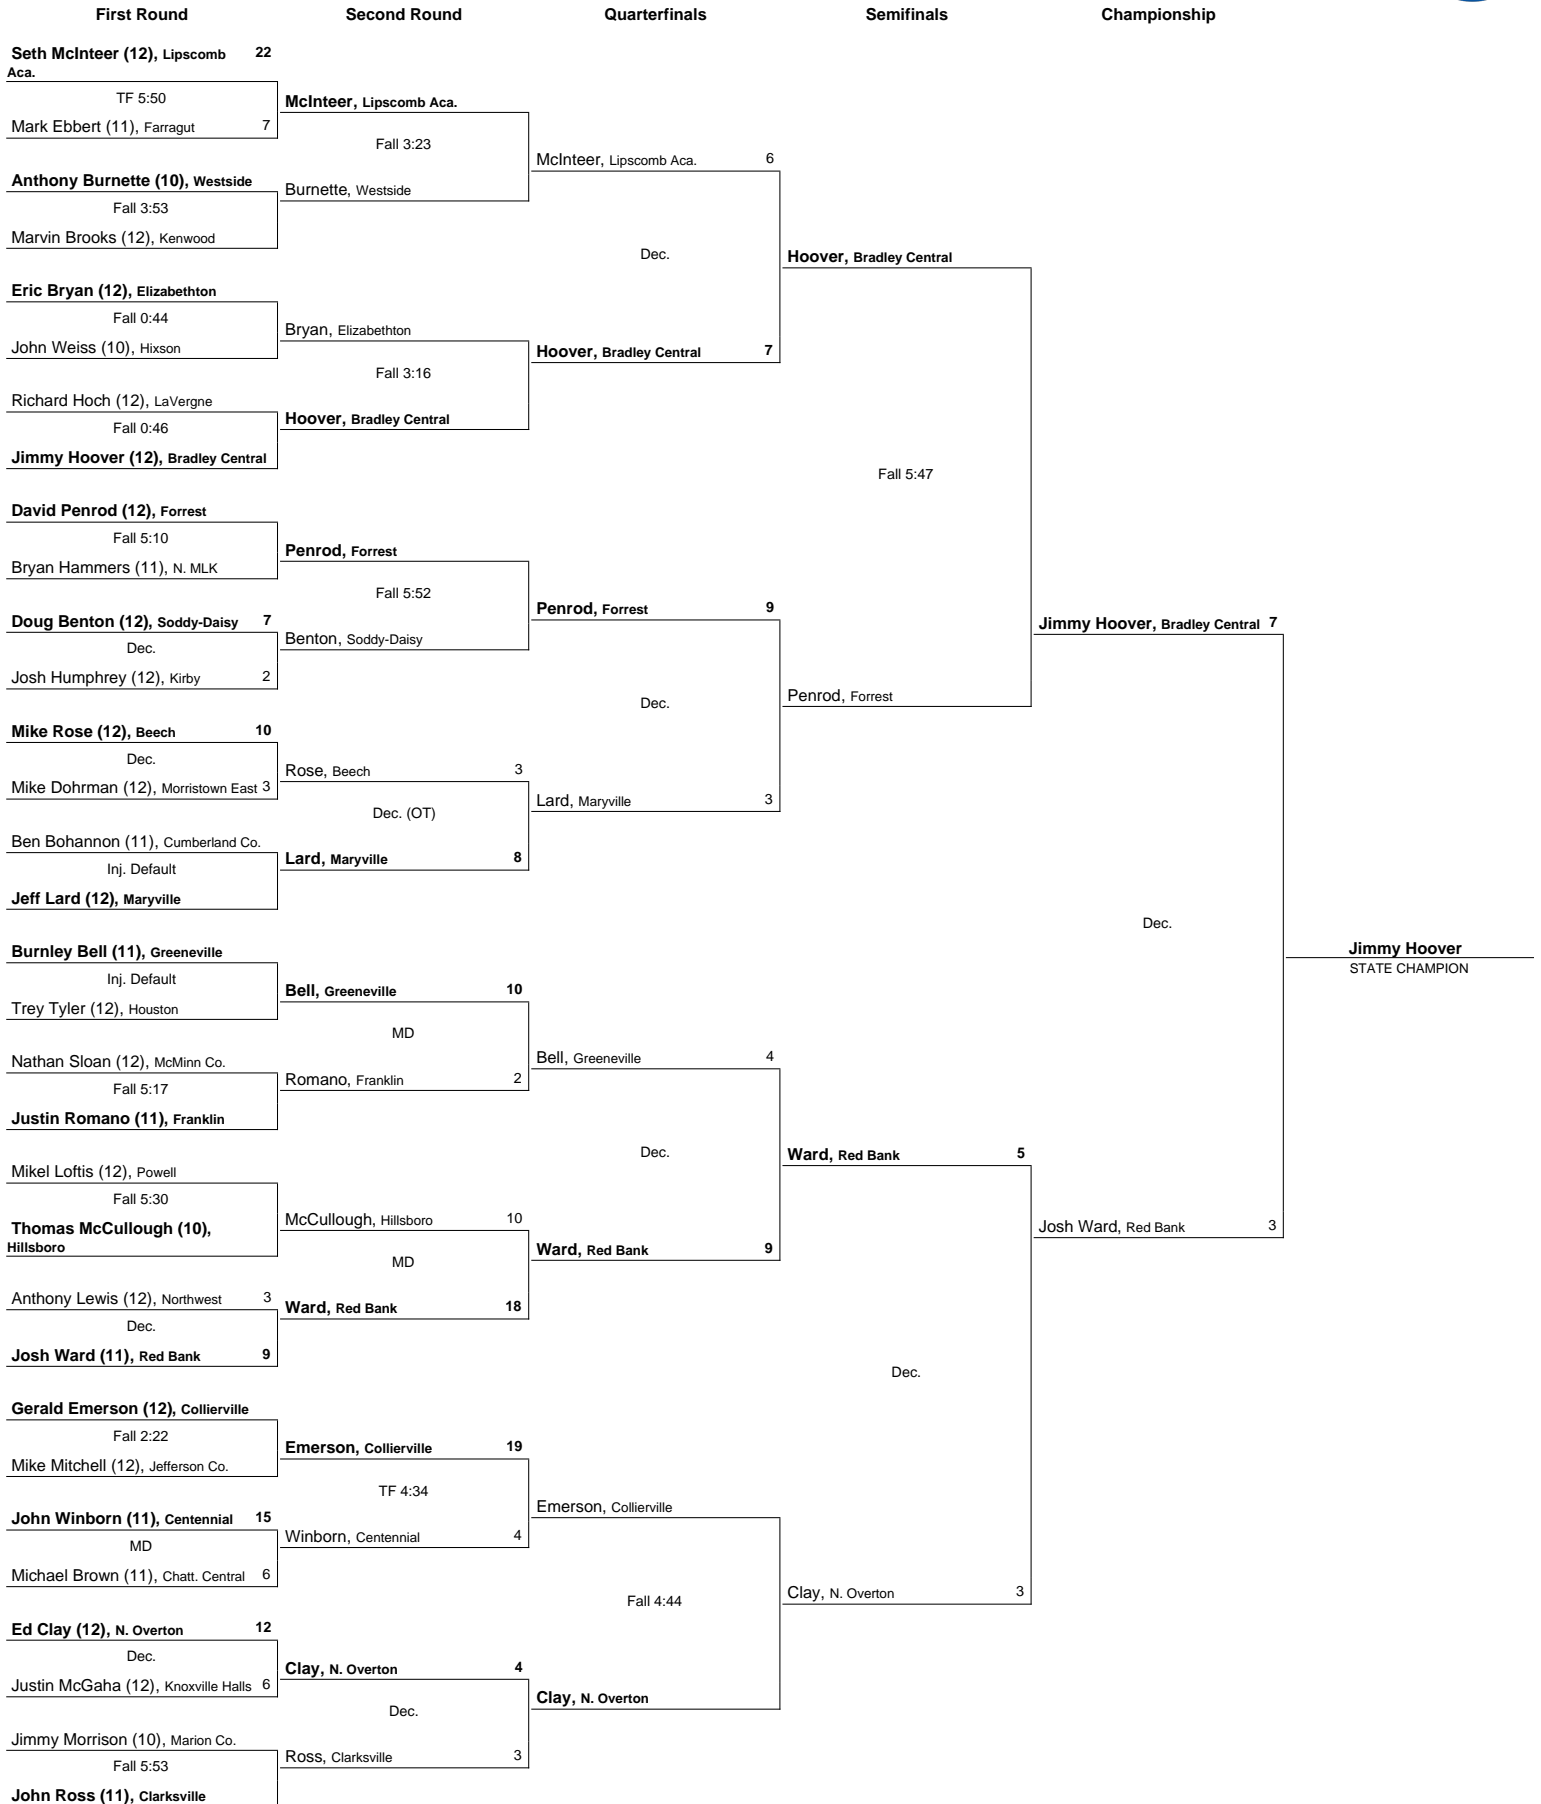 First Round Second Round Quarterfinals Semifinals Championship
Seth McInteer (12), Lipscomb 22
Aca.
TF 5:50
Mark Ebbert (11), Farragut 7
Anthony Burnette (10), Westside
Fall 3:53
Marvin Brooks (12), Kenwood
Eric Bryan (12), Elizabethton
Fall 0:44
John Weiss (10), Hixson
Richard Hoch (12), LaVergne
Fall 0:46
Jimmy Hoover (12), Bradley Central
David Penrod (12), Forrest
Fall 5:10
Bryan Hammers (11), N. MLK
Doug Benton (12), Soddy-Daisy 7
Dec.
Josh Humphrey (12), Kirby 2
Mike Rose (12), Beech 10
Dec.
Mike Dohrman (12), Morristown East 3
Ben Bohannon (11), Cumberland Co.
Inj. Default
Jeff Lard (12), Maryville
Burnley Bell (11), Greeneville
Inj. Default
Trey Tyler (12), Houston
Nathan Sloan (12), McMinn Co.
Fall 5:17
Justin Romano (11), Franklin
Mikel Loftis (12), Powell
Fall 5:30
Thomas McCullough (10),
Hillsboro
Anthony Lewis (12), Northwest 3
Dec.
Josh Ward (11), Red Bank 9
Gerald Emerson (12), Collierville
Fall 2:22
Mike Mitchell (12), Jefferson Co.
John Winborn (11), Centennial 15
MD
Michael Brown (11), Chatt. Central 6
Ed Clay (12), N. Overton 12
Dec.
Justin McGaha (12), Knoxville Halls 6
Jimmy Morrison (10), Marion Co.
Fall 5:53
John Ross (11), Clarksville
McInteer, Lipscomb Aca.
Fall 3:23
Burnette, Westside
Bryan, Elizabethton
Fall 3:16
Hoover, Bradley Central
Penrod, Forrest
Fall 5:52
Benton, Soddy-Daisy
Rose, Beech 3
Dec. (OT)
Lard, Maryville 8
Bell, Greeneville 10
MD
Romano, Franklin 2
McCullough, Hillsboro 10
MD
Ward, Red Bank 18
Emerson, Collierville 19
TF 4:34
Winborn, Centennial 4
Clay, N. Overton 4
Dec.
Ross, Clarksville 3
McInteer, Lipscomb Aca. 6
Dec.
Hoover, Bradley Central 7
Penrod, Forrest 9
Dec.
Lard, Maryville 3
Bell, Greeneville 4
Dec.
Ward, Red Bank 9
Emerson, Collierville
Fall 4:44
Clay, N. Overton
Hoover, Bradley Central
Fall 5:47
Penrod, Forrest
Ward, Red Bank 5
Dec.
Clay, N. Overton 3
Jimmy Hoover, Bradley Central 7
Dec.
Josh Ward, Red Bank 3
Jimmy Hoover
STATE CHAMPION